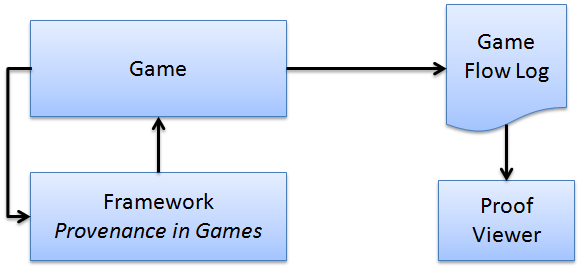 Game
Game
Flow Log
Framework
Provenance in Games
Proof
Viewer